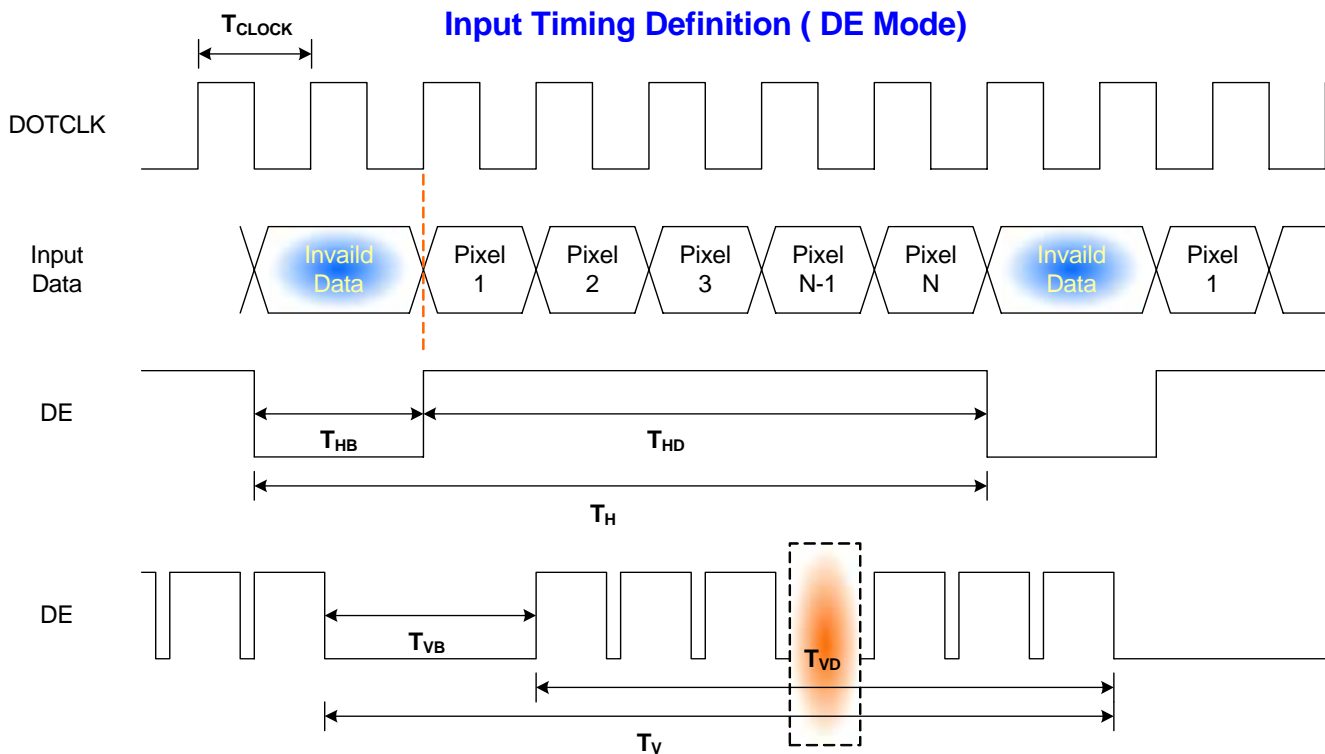 Input Timing Definition ( DE Mode)
TCLOCK
DOTCLK
Input
Data
Invaild
Data
Pixel
1
Pixel
2
Pixel
3
Pixel
N-1
Pixel
N
Invaild
Data
Pixel
1
DE
THB
THD
TH
DE
TVB
TVD
TV